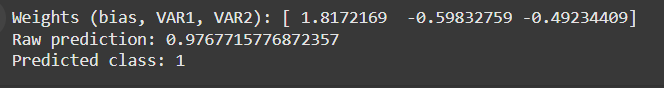 Weights (bias, VAR1, VAR2): [ 1.8172169  -0.59832759 -0.49234409]
Raw prediction: 0.9767715776872357
Predicted class: 1